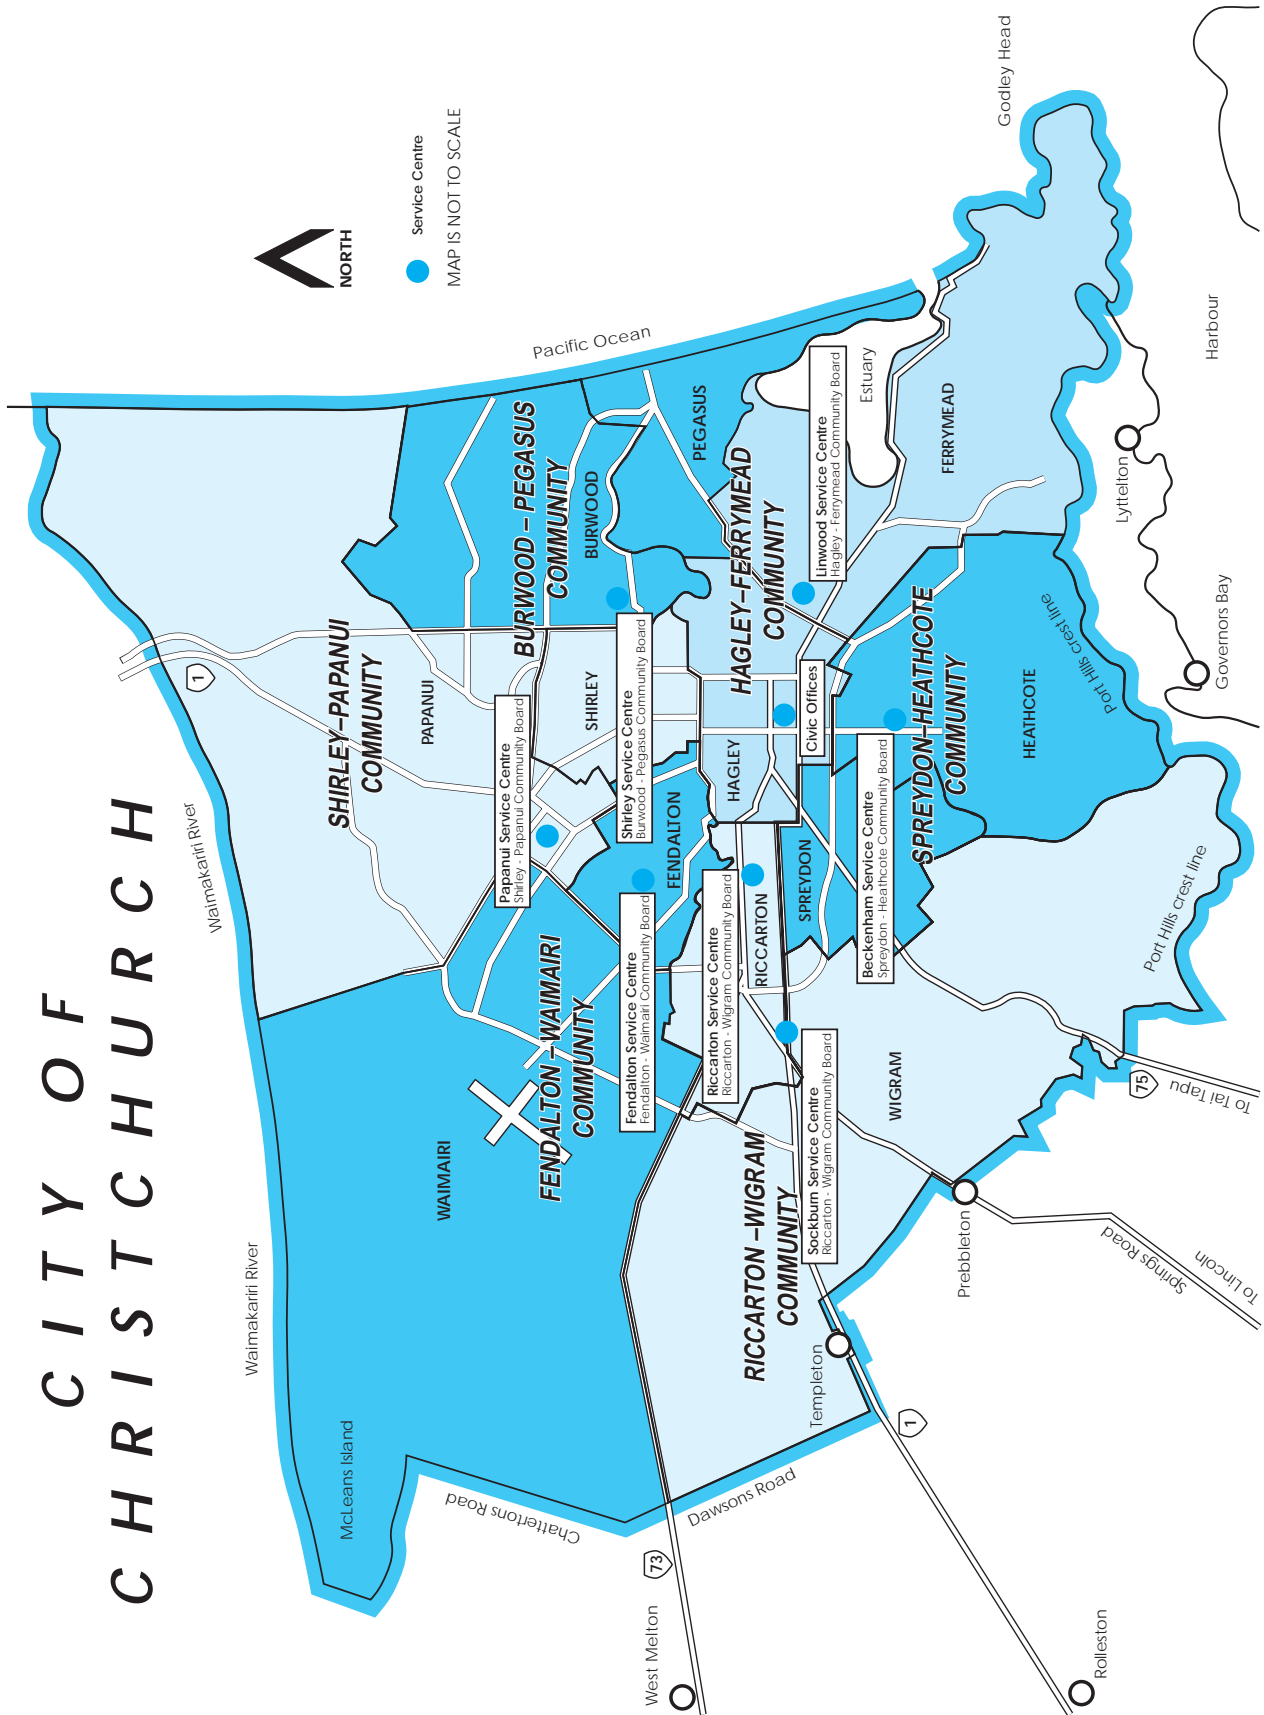 CITY OF
CHRISTCHURCH
NORTH
Service Centre
MAP IS NOT TO SCALE
Waimakariri River
Waimakariri River
McLeans Island
Chattertons Road
Dawsons Road
Pacific Ocean
Godley Head
1
SHIRLEY–PAPANUI
COMMUNITY
PAPANUI
SHIRLEY
Papanui Service Centre
Shirley - Papanui Community Board
BURWOOD – PEGASUS
COMMUNITY
BURWOOD
PEGASUS
Shirley Service Centre
Burwood - Pegasus Community Board
WAIMAIRI
FENDALTON –WAIMAIRI
COMMUNITY
FENDALTON
Fendalton Service Centre
Fendalton - Waimairi Community Board
HAGLEY–FERRYMEAD
COMMUNITY
HAGLEY
FERRYMEAD
Linwood Service Centre
Hagley - Ferrymead Community Board
Civic Offices
Estuary
RICCARTON –WIGRAM
COMMUNITY
RICCARTON
WIGRAM
Riccarton Service Centre
Riccarton - Wigram Community Board
Sockburn Service Centre
Riccarton - Wigram Community Board
SPREYDON–HEATHCOTE
COMMUNITY
SPREYDON
HEATHCOTE
Beckenham Service Centre
Spreydon - Heathcote Community Board
Port Hills crest line
Port Hills crest line
Lyttelton
Harbour
Governors Bay
75
To Tai Tapu
Prebbleton
Springs Road
To Lincoln
Templeton
1
73
West Melton
Rolleston